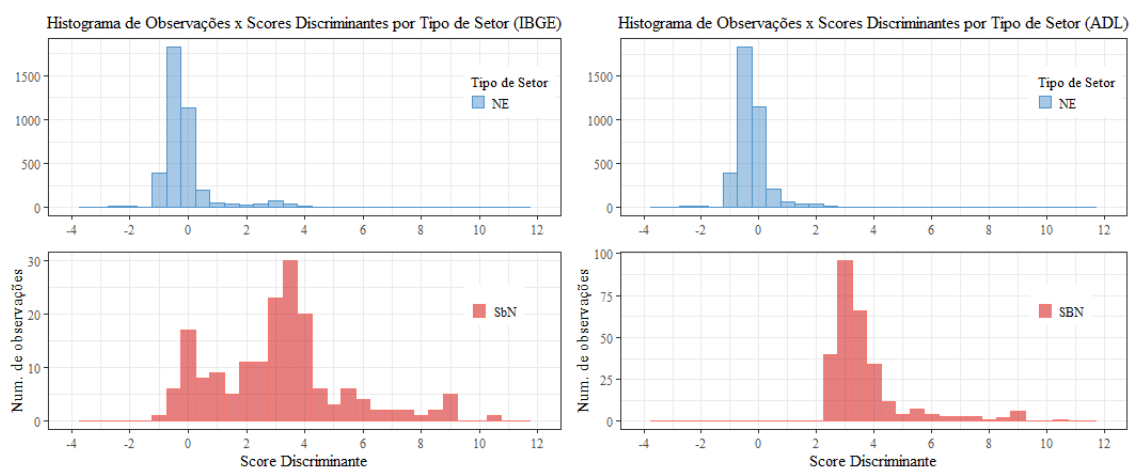 Histograma de Observações x Scores Discriminantes por Tipo de Setor (IBGE)
1500
1000
500
0
Tipo de Setor
NE
-4 -2 0 2 4 6 8 10 12
Num. de observações
30
20
10
0
SbN
-4 -2 0 2 4 6 8 10 12
Score Discriminante
Histograma de Observações x Scores Discriminantes por Tipo de Setor (ADL)
1500
1000
500
0
Tipo de Setor
NE
-4 -2 0 2 4 6 8 10 12
Num. de observações
100
75
50
25
0
SBN
-4 -2 0 2 4 6 8 10 12
Score Discriminante